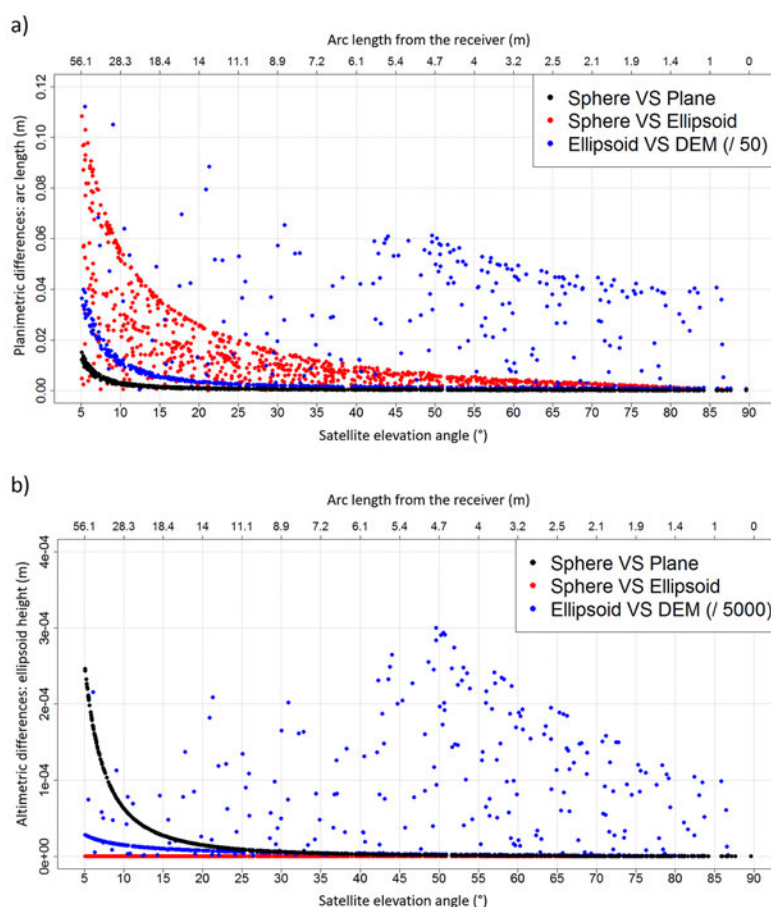 a)
Arc length from the receiver (m)
56.1 28.3 18.4 14 11.1 8.9 7.2 6.1 5.4 4.7 4 3.2 2.5 2.1 1.9 1.4 1 0
Planimetric differences: arc length (m)
0.12
0.10
0.08
0.06
0.04
0.02
0.00
Sphere VS Plane
Sphere VS Ellipsoid
Ellipsoid VS DEM (/ 50)
5 10 15 20 25 30 35 40 45 50 55 60 65 70 75 80 85 90
Satellite elevation angle (°)
b)
Arc length from the receiver (m)
56.1 28.3 18.4 14 11.1 8.9 7.2 6.1 5.4 4.7 4 3.2 2.5 2.1 1.9 1.4 1 0
Altimetric differences: ellipsoid height (m)
4e-04
3e-04
2e-04
1e-04
0e+00
Sphere VS Plane
Sphere VS Ellipsoid
Ellipsoid VS DEM (/ 5000)
5 10 15 20 25 30 35 40 45 50 55 60 65 70 75 80 85 90
Satellite elevation angle (°)